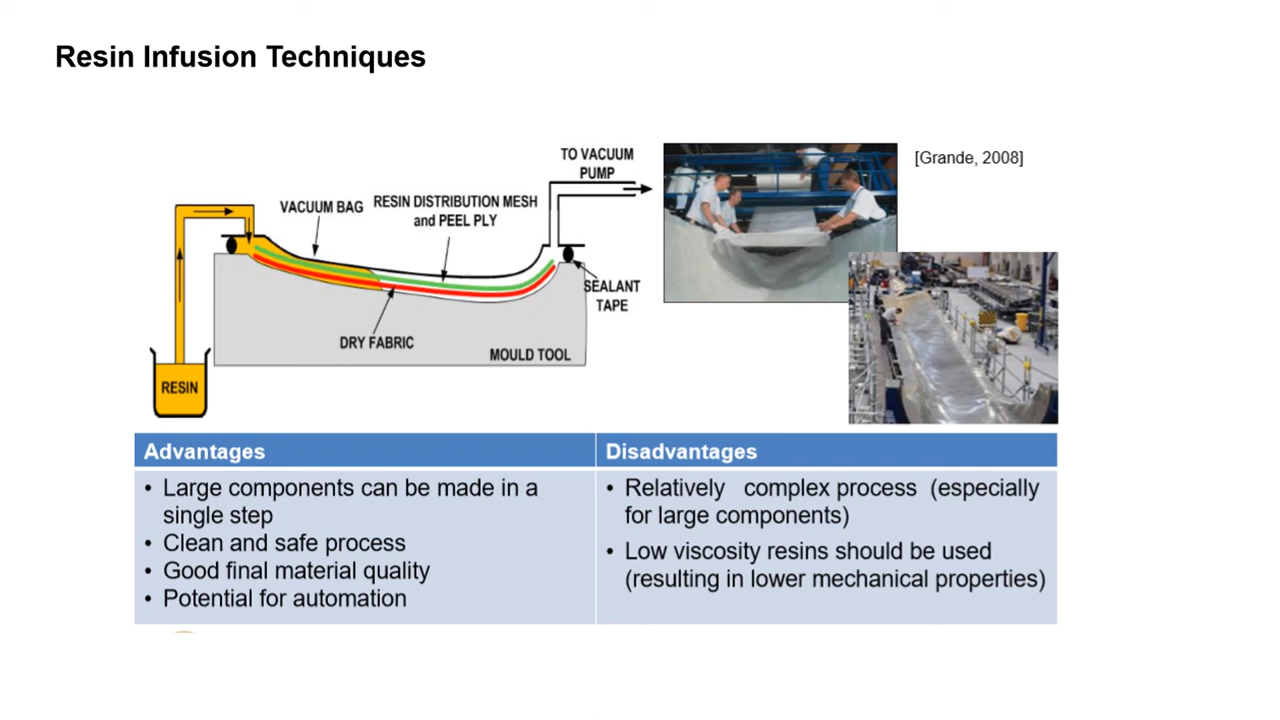 Resin Infusion Techniques
TO VACUUM
PUMP
[Grande, 2008]
VACUUM BAG
RESIN DISTRIBUTION MESH
and PEEL PLY
SEALANT
TAPE
DRY FABRIC
MOULD TOOL
RESIN
Advantages
• Large components can be made in a
single step
• Clean and safe process
• Good final material quality
• Potential for automation
Disadvantages
• Relatively complex process (especially
for large components)
• Low viscosity resins should be used
(resulting in lower mechanical properties)